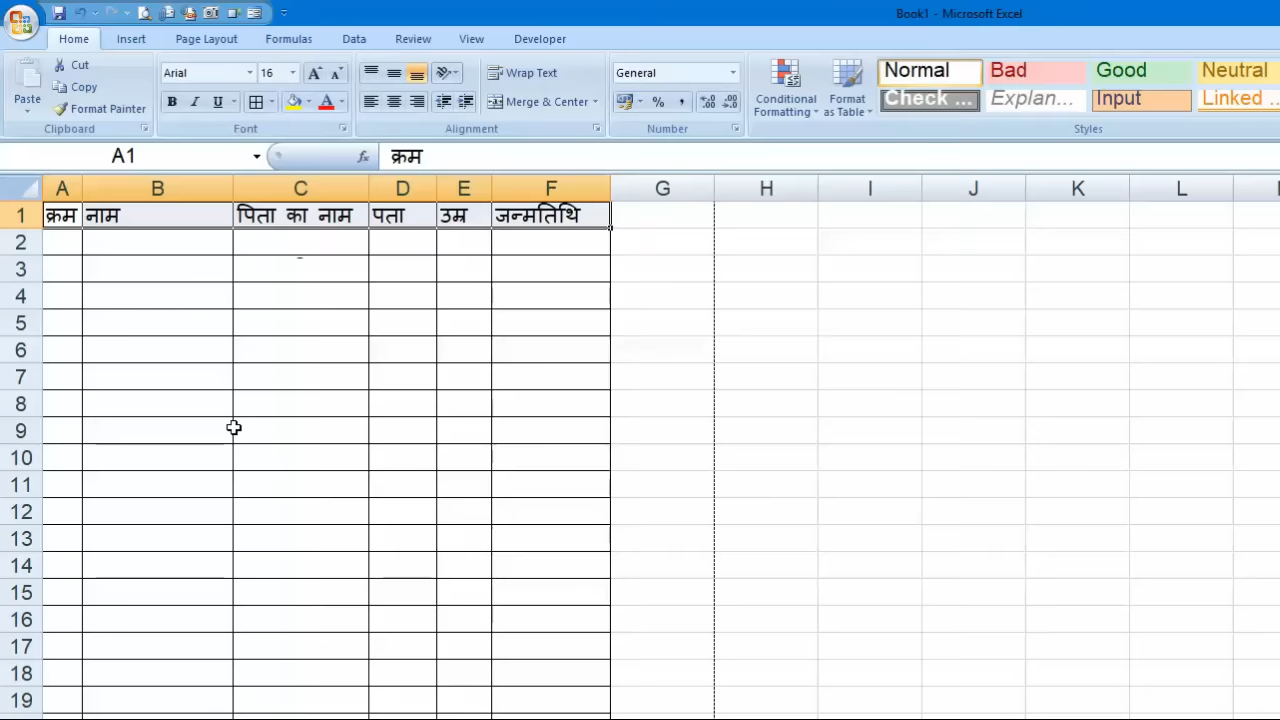 Book1 - Microsoft Excel
Home Insert Page Layout Formulas Data Review View Developer
Paste
Cut
Copy
Format Painter
Clipboard
Arial 16
B I U
Font
Wrap Text
Merge & Center
Alignment
General
Number
Conditional Formatting
Format as Table
Normal Bad Good Neutral
Check ... Explan... Input Linked ...
Styles
A1 fx क्रम
A B C D E F G H I J K L
1 क्रम नाम पिता का नाम पता उम्र जन्मतिथि
2
3
4
5
6
7
8
9
10
11
12
13
14
15
16
17
18
19